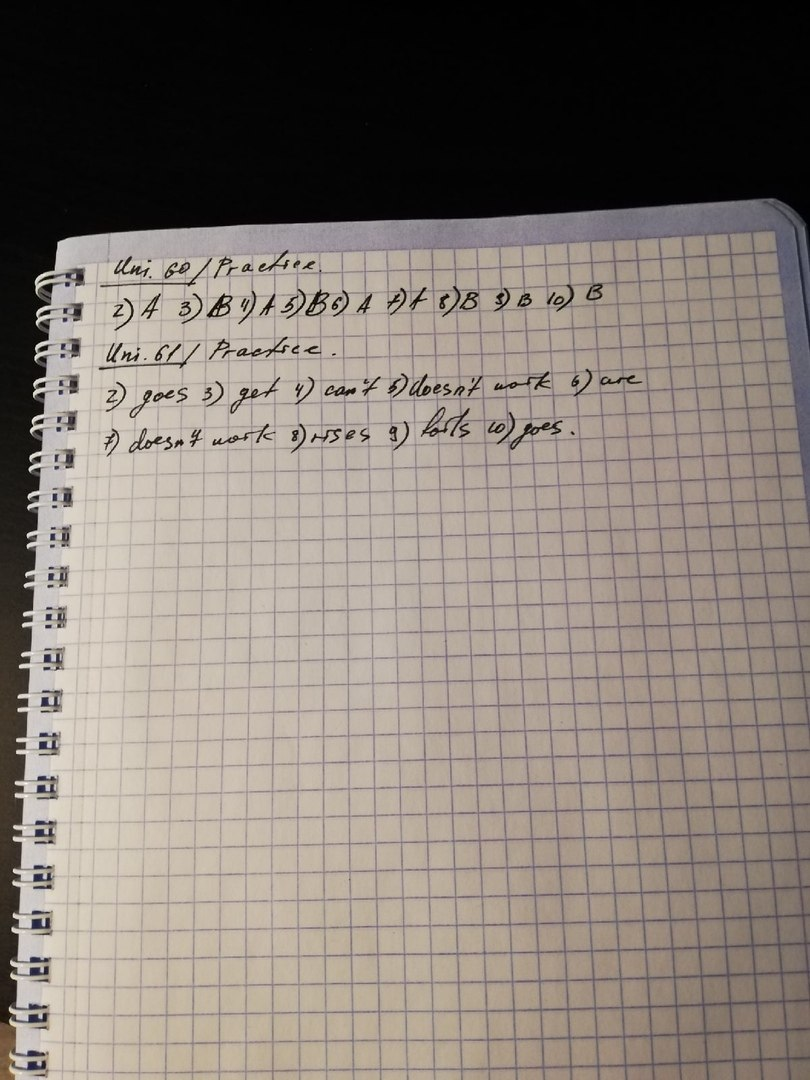 Uni. 60 / Practice.
2) A 3) B 4) A 5) B 6) A 7) A 8) B 9) B 10) B
Uni. 61 / Practice.
2) goes 3) get 4) can't 5) doesn't work 6) are
7) doesn't work 8) rises 9) 10) goes.